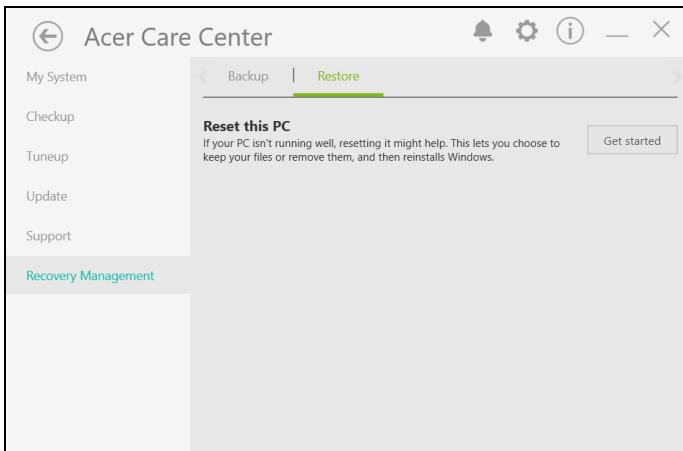 Acer Care Center
My System
Checkup
Tuneup
Update
Support
Recovery Management
Backup | Restore
Reset this PC
If your PC isn't running well, resetting it might help. This lets you choose to
keep your files or remove them, and then reinstalls Windows.
Get started